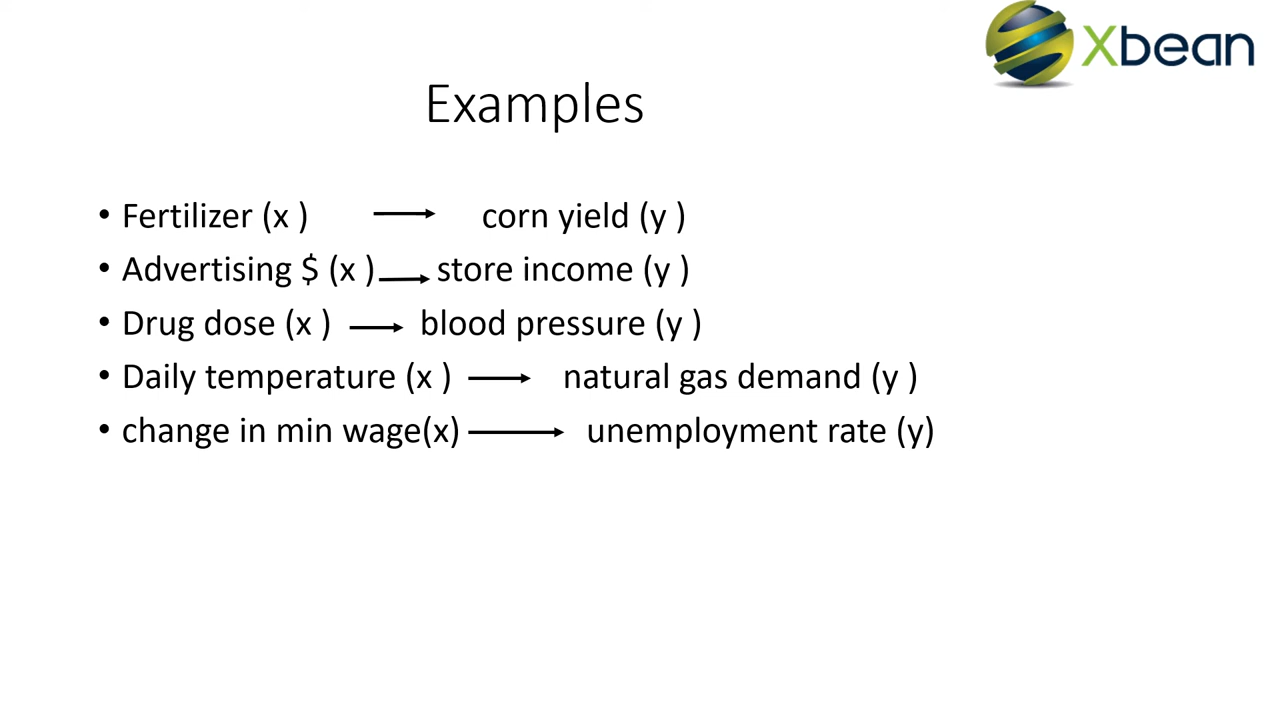 Xbean
Examples
• Fertilizer (x ) → corn yield (y )
• Advertising $ (x ) → store income (y )
• Drug dose (x ) → blood pressure (y )
• Daily temperature (x ) → natural gas demand (y )
• change in min wage(x) → unemployment rate (y)